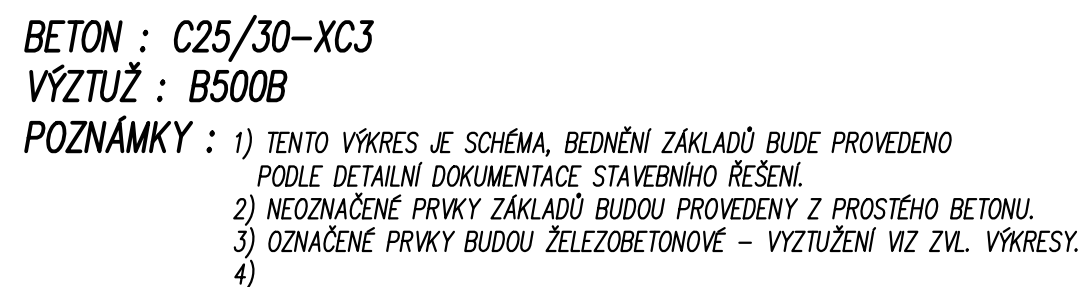 BETON : C25/30-XC3
VÝZTUŽ : B500B
POZNÁMKY : 1) TENTO VÝKRES JE SCHÉMA, BEDNĚNÍ ZÁKLADŮ BUDE PROVEDENO
PODLE DETAILNÍ DOKUMENTACE STAVEBNÍHO ŘEŠENÍ.
2) NEOZNAČENÉ PRVKY ZÁKLADŮ BUDOU PROVEDENY Z PROSTÉHO BETONU.
3) OZNAČENÉ PRVKY BUDOU ŽELEZOBETONOVÉ – VYZTUŽENÍ VIZ ZVL. VÝKRESY.
4)